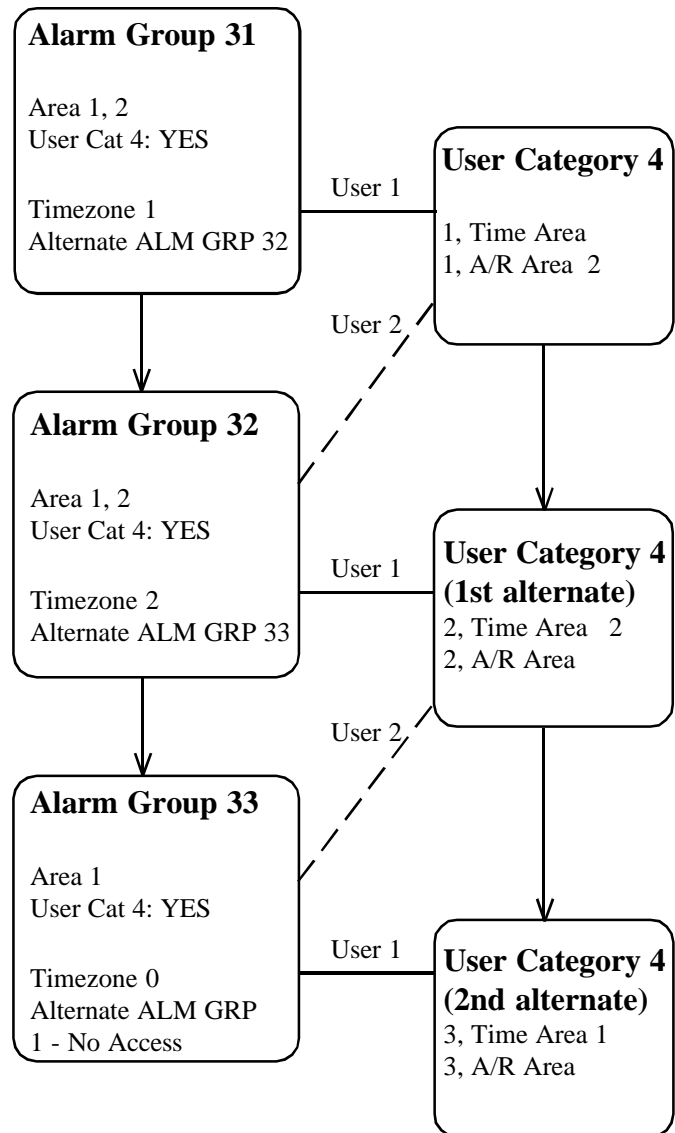 Alarm Group 31
Area 1, 2
User Cat 4: YES
Timezone 1
Alternate ALM GRP 32
User 1
User Category 4
1, Time Area
1, A/R Area 2
User 2
Alarm Group 32
Area 1, 2
User Cat 4: YES
Timezone 2
Alternate ALM GRP 33
User 1
User Category 4
(1st alternate)
2, Time Area 2
2, A/R Area
User 2
Alarm Group 33
Area 1
User Cat 4: YES
Timezone 0
Alternate ALM GRP
1 - No Access
User 1
User Category 4
(2nd alternate)
3, Time Area 1
3, A/R Area